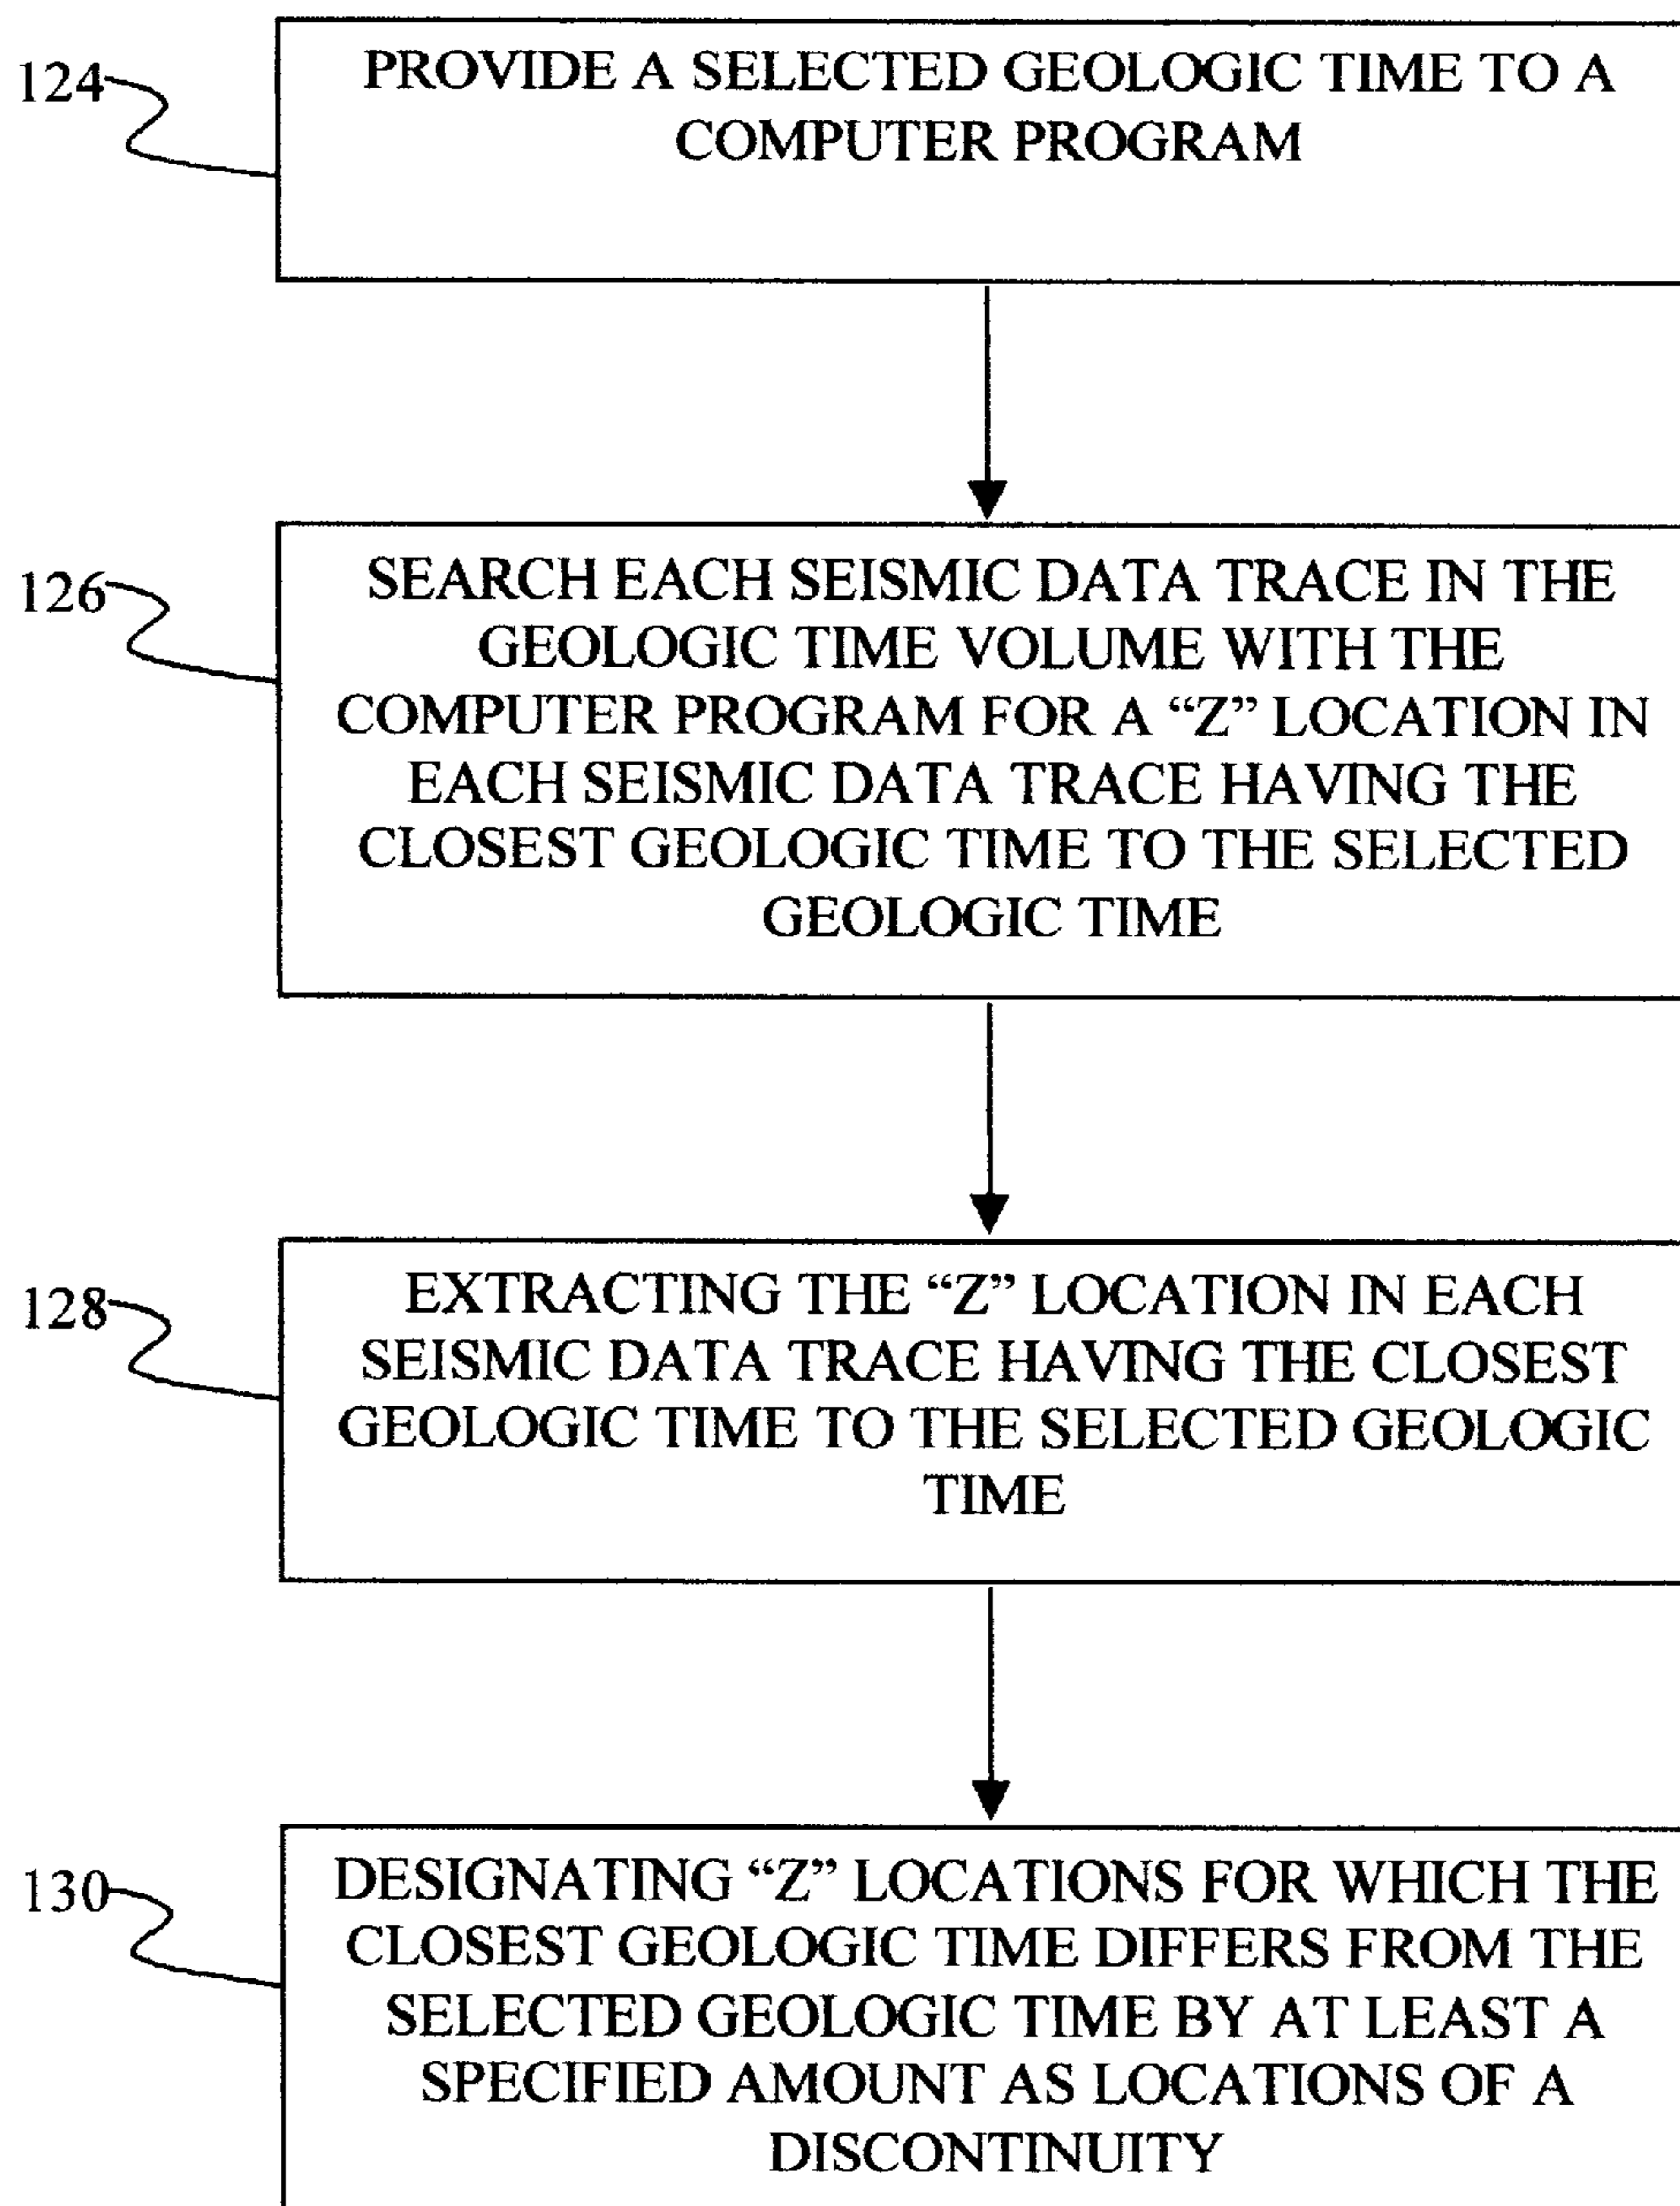 124
PROVIDE A SELECTED GEOLOGIC TIME TO A
COMPUTER PROGRAM
126
SEARCH EACH SEISMIC DATA TRACE IN THE
GEOLOGIC TIME VOLUME WITH THE
COMPUTER PROGRAM FOR A “Z” LOCATION IN
EACH SEISMIC DATA TRACE HAVING THE
CLOSEST GEOLOGIC TIME TO THE SELECTED
GEOLOGIC TIME
128
EXTRACTING THE “Z” LOCATION IN EACH
SEISMIC DATA TRACE HAVING THE CLOSEST
GEOLOGIC TIME TO THE SELECTED GEOLOGIC
TIME
130
DESIGNATING “Z” LOCATIONS FOR WHICH THE
CLOSEST GEOLOGIC TIME DIFFERS FROM THE
SELECTED GEOLOGIC TIME BY AT LEAST A
SPECIFIED AMOUNT AS LOCATIONS OF A
DISCONTINUITY